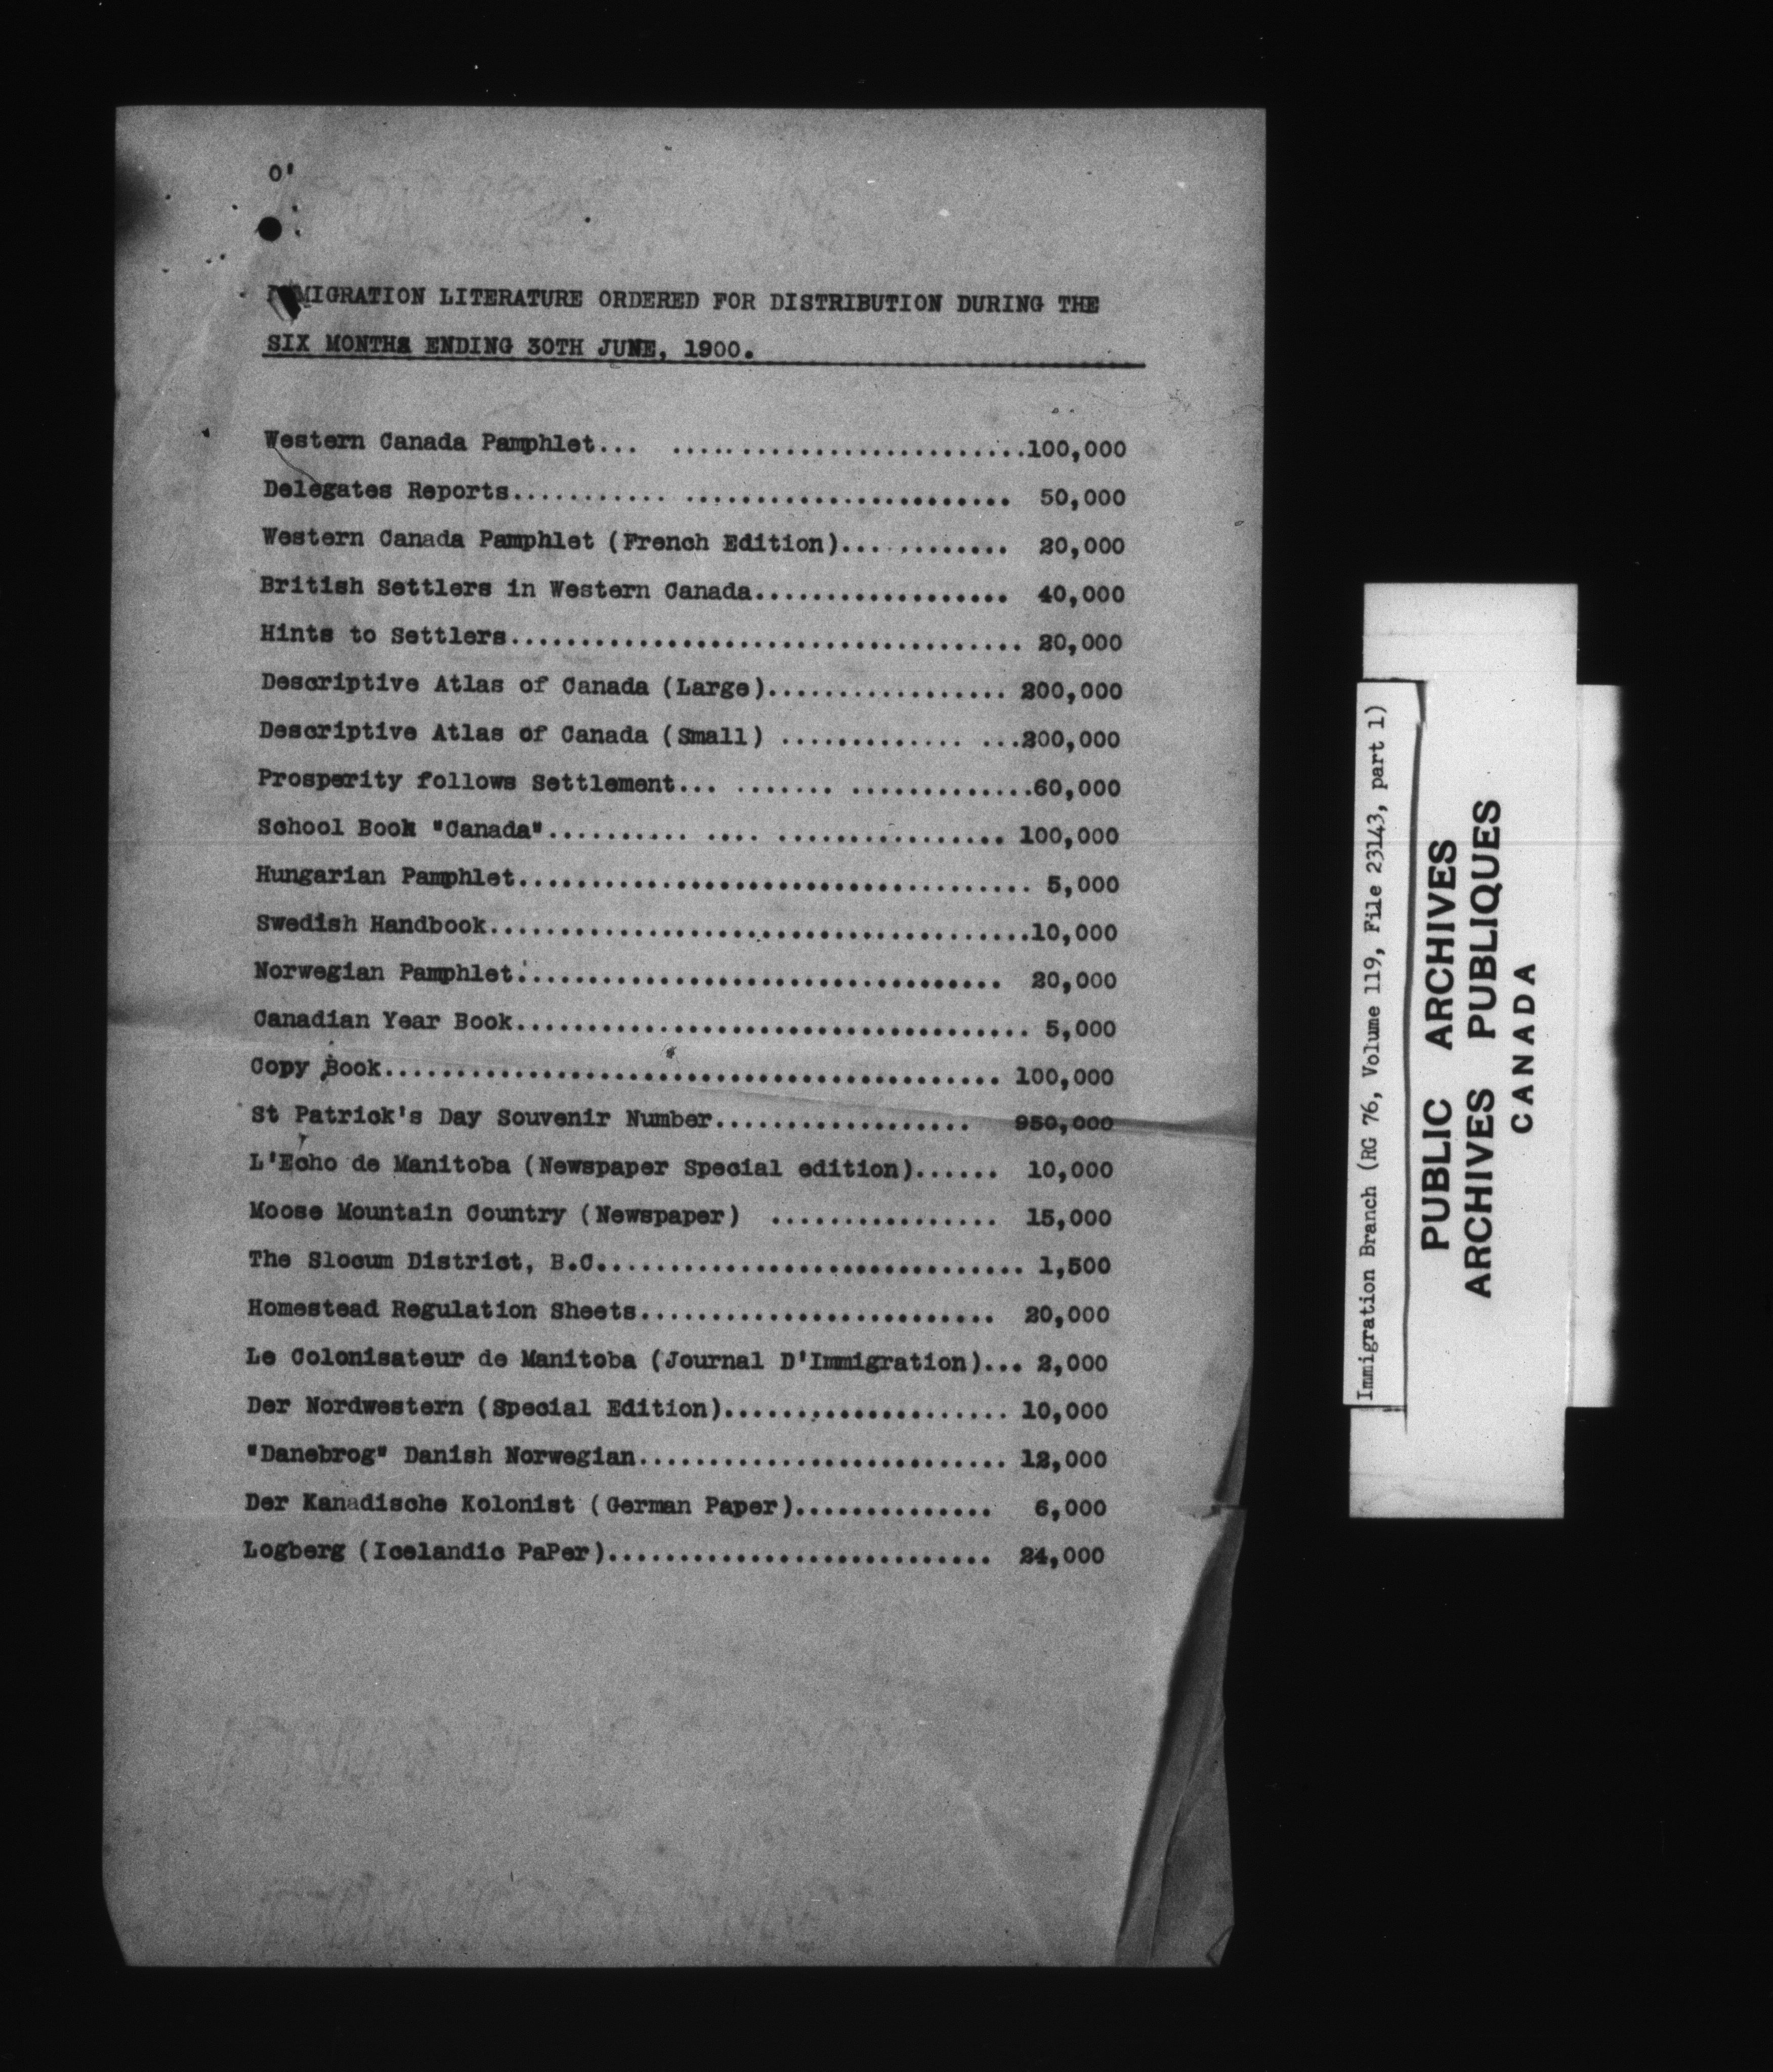 O'
IMMIGRATION LITERATURE ORDERED FOR DISTRIBUTION DURING THE
SIX MONTHS ENDING 30TH JUNE, 1900.
Western Canada Pamphlet... ...........................100,000
Delegates Reports........... ....................... 50,000
Western Canada Pamphlet (French Edition)... ........ 20,000
British Settlers in Western Canada.................. 40,000
Hints to Settlers.................................... 20,000
Descriptive Atlas of Canada (Large)................. 200,000
Descriptive Atlas of Canada (Small) ............. ...200,000
Prosperity follows Settlement... ....... .............60,000
School Book "Canada".......... .... ................ 100,000
Hungarian Pamphlet.................................... 5,000
Swedish Handbook......................................10,000
Norwegian Pamphlet.................................. 20,000
Canadian Year Book.................................... 5,000
Copy Book........................................... 100,000
St Patrick's Day Souvenir Number.................. 950,000
L'Echo de Manitoba (Newspaper Special edition)...... 10,000
Moose Mountain Country (Newspaper) ................ 15,000
The Slocum District, B.C.............................. 1,500
Homestead Regulation Sheets......................... 20,000
Le Colonisateur de Manitoba (Journal D'Immigration)... 2,000
Der Nordwestern (Special Edition).................... 10,000
"Danebrog" Danish Norwegian.......................... 12,000
Der Kanadische Kolonist (German Paper).............. 6,000
Logberg (Icelandic PaPer)........................... 24,000
Immigration Branch (RG 76, Volume 119, File 23143, part 1)
PUBLIC ARCHIVES
ARCHIVES PUBLIQUES
CANADA